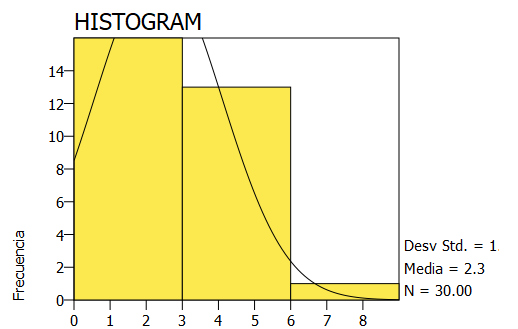 HISTOGRAM
14
12
10
8
6
4
2
0
Frecuencia
0 1 2 3 4 5 6 7 8
Desv Std. = 1.
Media = 2.3
N = 30.00